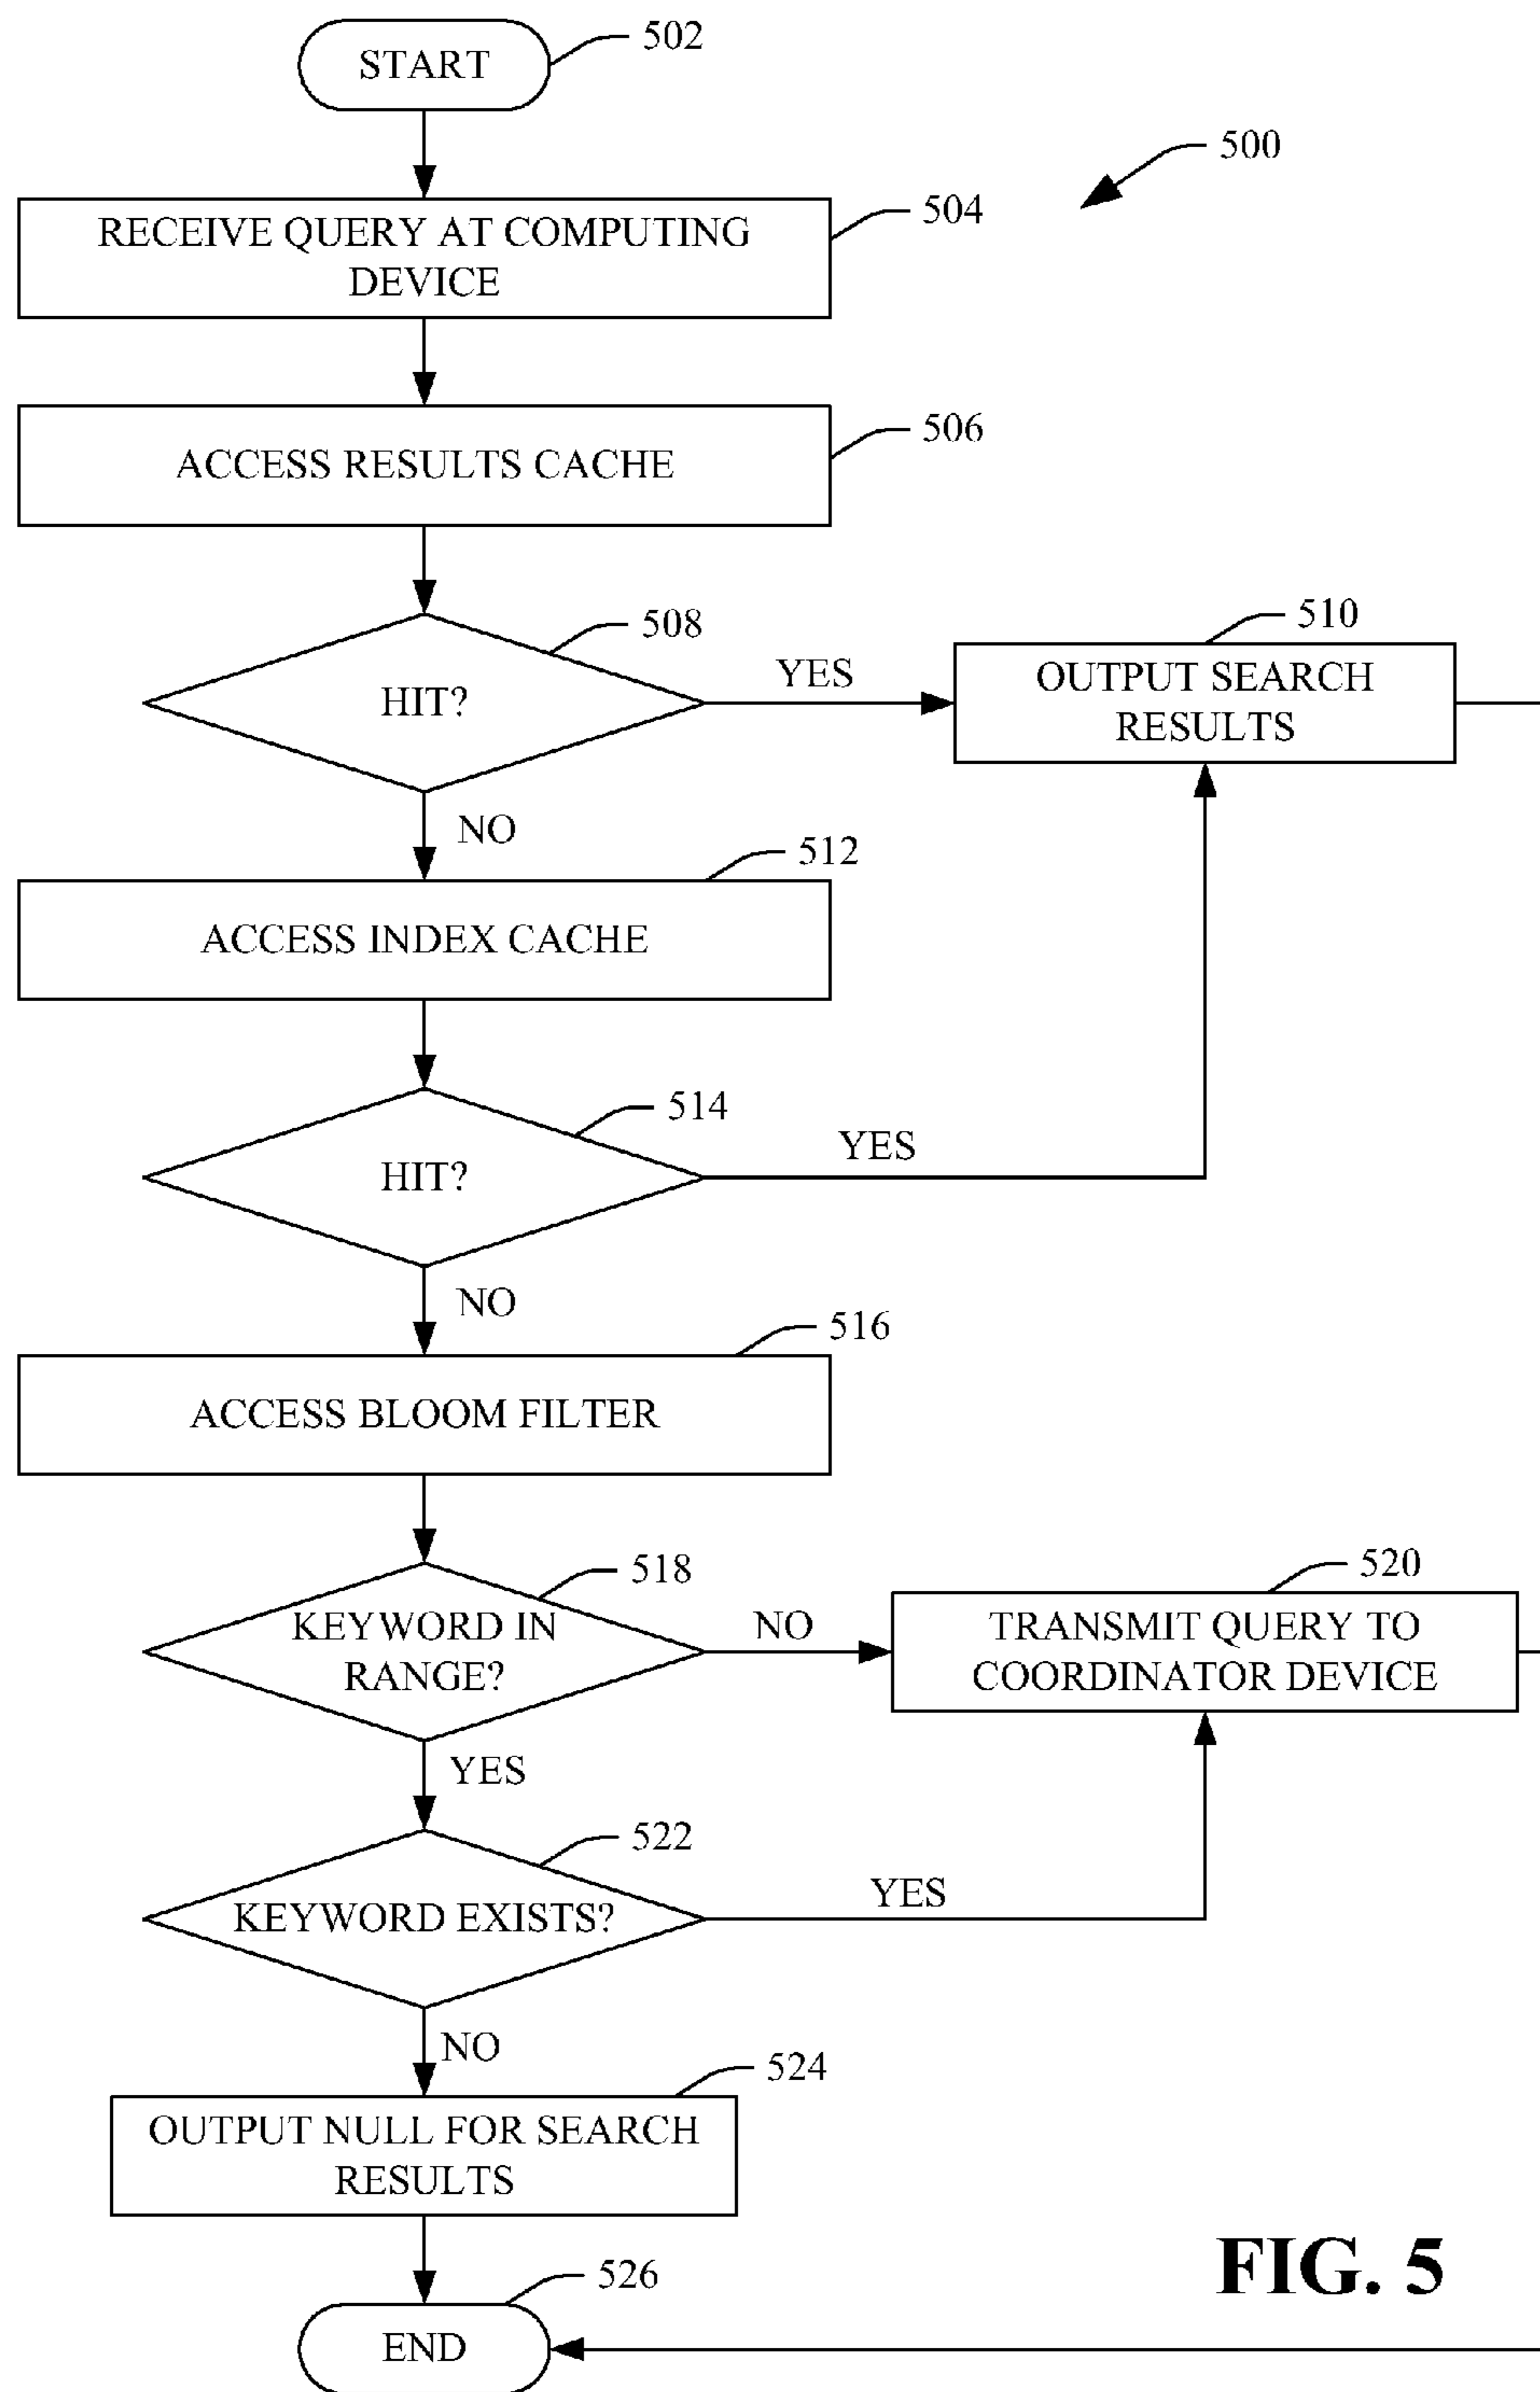 START
502
500
RECEIVE QUERY AT COMPUTING
DEVICE
504
ACCESS RESULTS CACHE
506
HIT?
508
YES
OUTPUT SEARCH
RESULTS
510
NO
ACCESS INDEX CACHE
512
HIT?
514
YES
NO
ACCESS BLOOM FILTER
516
KEYWORD IN
RANGE?
518
NO
TRANSMIT QUERY TO
COORDINATOR DEVICE
520
YES
KEYWORD EXISTS?
522
YES
NO
OUTPUT NULL FOR SEARCH
RESULTS
524
END
526
FIG. 5